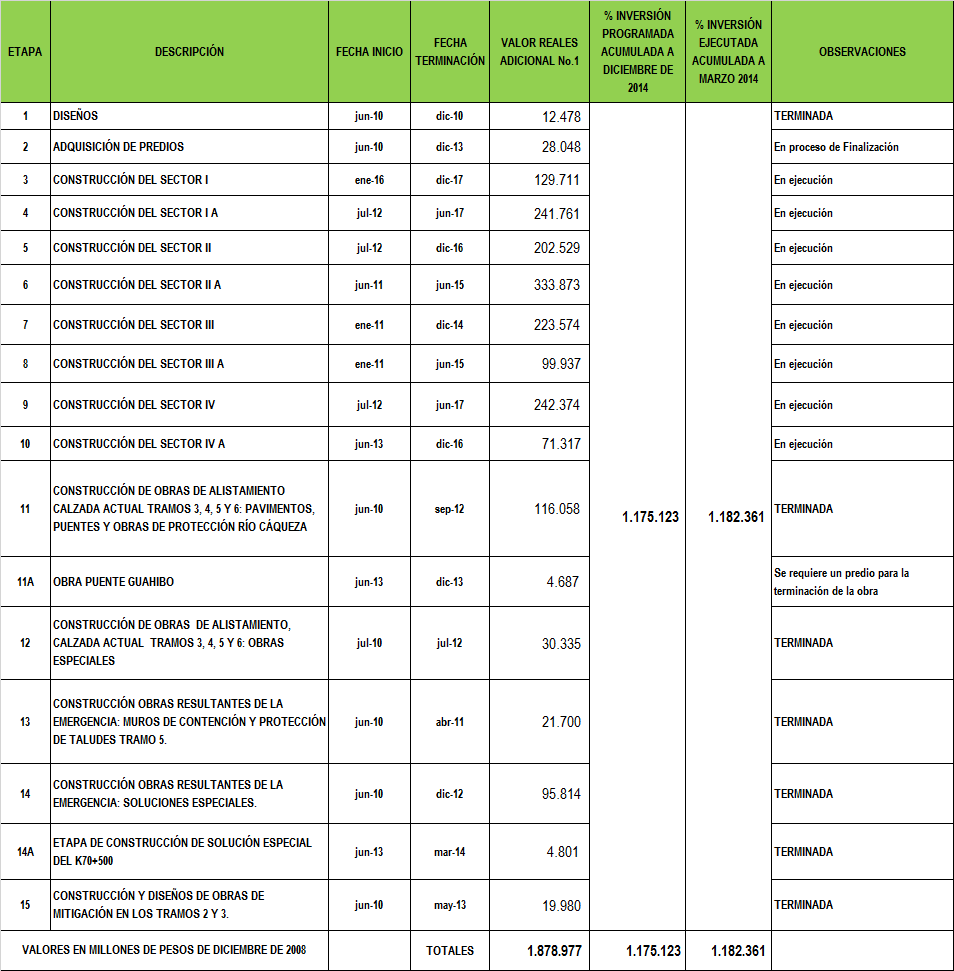 ETAPA
DESCRIPCIÓN
FECHA INICIO
FECHA
TERMINACIÓN
VALOR REALES
ADICIONAL No.1
% INVERSIÓN
PROGRAMADA
ACUMULADA A
DICIEMBRE DE
2014
% INVERSIÓN
EJECUTADA
ACUMULADA A
MARZO 2014
OBSERVACIONES
1 DISEÑOS jun-10 dic-10 12.478 TERMINADA
2 ADQUISICIÓN DE PREDIOS jun-10 dic-13 28.048 En proceso de Finalización
3 CONSTRUCCIÓN DEL SECTOR I ene-16 dic-17 129.711 En ejecución
4 CONSTRUCCIÓN DEL SECTOR I A jul-12 jun-17 241.761 En ejecución
5 CONSTRUCCIÓN DEL SECTOR II jul-12 dic-16 202.529 En ejecución
6 CONSTRUCCIÓN DEL SECTOR II A jun-11 jun-15 333.873 En ejecución
7 CONSTRUCCIÓN DEL SECTOR III ene-11 dic-14 223.574 En ejecución
8 CONSTRUCCIÓN DEL SECTOR III A ene-11 jun-15 99.937 En ejecución
9 CONSTRUCCIÓN DEL SECTOR IV jul-12 jun-17 242.374 En ejecución
10 CONSTRUCCIÓN DEL SECTOR IV A jun-13 dic-16 71.317 En ejecución
CONSTRUCCIÓN DE OBRAS DE ALISTAMIENTO
11 CALZADA ACTUAL TRAMOS 3, 4, 5 Y 6: PAVIMENTOS, jun-10 sep-12 116.058 1.175.123 1.182.361 TERMINADA
PUENTES Y OBRAS DE PROTECCIÓN RÍO CÁQUEZA
11A OBRA PUENTE GUAHIBO jun-13 dic-13 4.687 Se requiere un predio para la
terminación de la obra
CONSTRUCCIÓN DE OBRAS DE ALISTAMIENTO,
12 CALZADA ACTUAL TRAMOS 3, 4, 5 Y 6: OBRAS jul-10 jul-12 30.335 TERMINADA
ESPECIALES
CONSTRUCCIÓN OBRAS RESULTANTES DE LA
13 EMERGENCIA: MUROS DE CONTENCIÓN Y PROTECCIÓN jun-10 abr-11 21.700 TERMINADA
DE TALUDES TRAMO 5.
14 CONSTRUCCIÓN OBRAS RESULTANTES DE LA jun-10 dic-12 95.814 TERMINADA
EMERGENCIA: SOLUCIONES ESPECIALES.
14A ETAPA DE CONSTRUCCIÓN DE SOLUCIÓN ESPECIAL jun-13 mar-14 4.801 TERMINADA
DEL K70+500
15 CONSTRUCCIÓN Y DISEÑOS DE OBRAS DE jun-10 may-13 19.980 TERMINADA
MITIGACIÓN EN LOS TRAMOS 2 Y 3.
VALORES EN MILLONES DE PESOS DE DICIEMBRE DE 2008 TOTALES 1.878.977 1.175.123 1.182.361